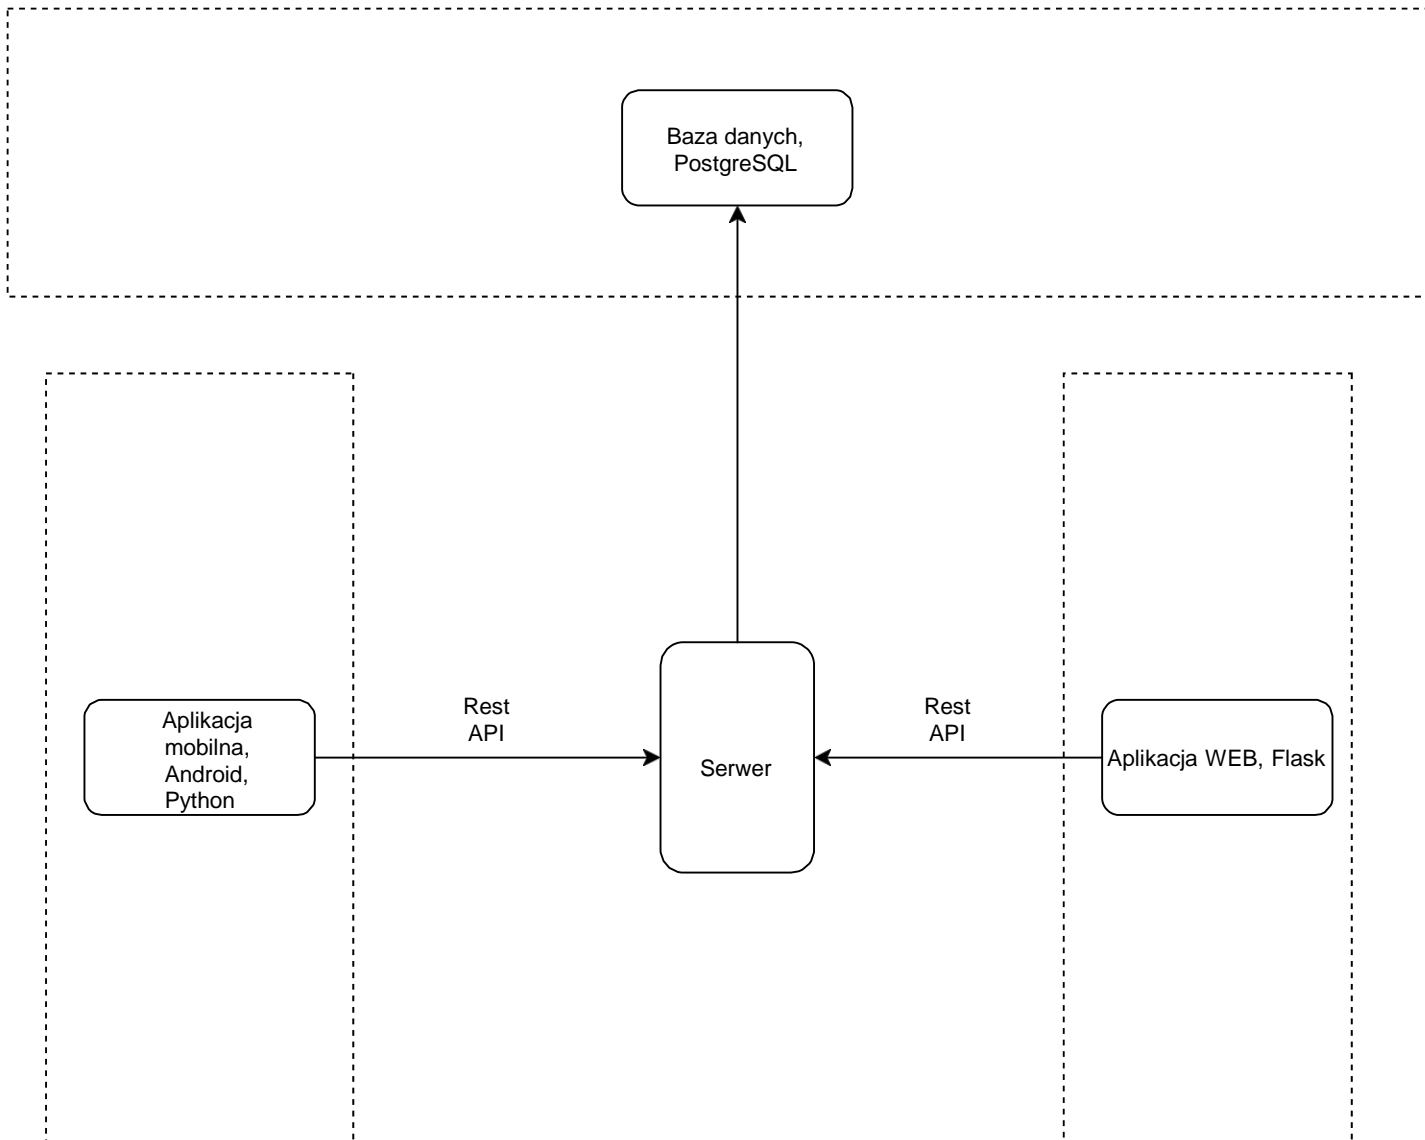 Baza danych,
PostgreSQL
Rest
API
Rest
API
Aplikacja
mobilna,
Android,
Python
Serwer
Aplikacja WEB, Flask